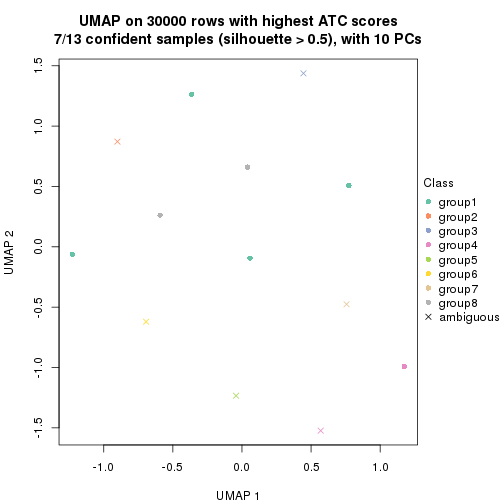 UMAP on 30000 rows with highest ATC scores
7/13 confident samples (silhouette > 0.5), with 10 PCs
1.5
1.0
0.5
0.0
-0.5
-1.0
-1.5
UMAP 2
-1.0
-0.5
0.0
0.5
1.0
UMAP 1
Class
group1
group2
group3
group4
group5
group6
group7
group8
ambiguous